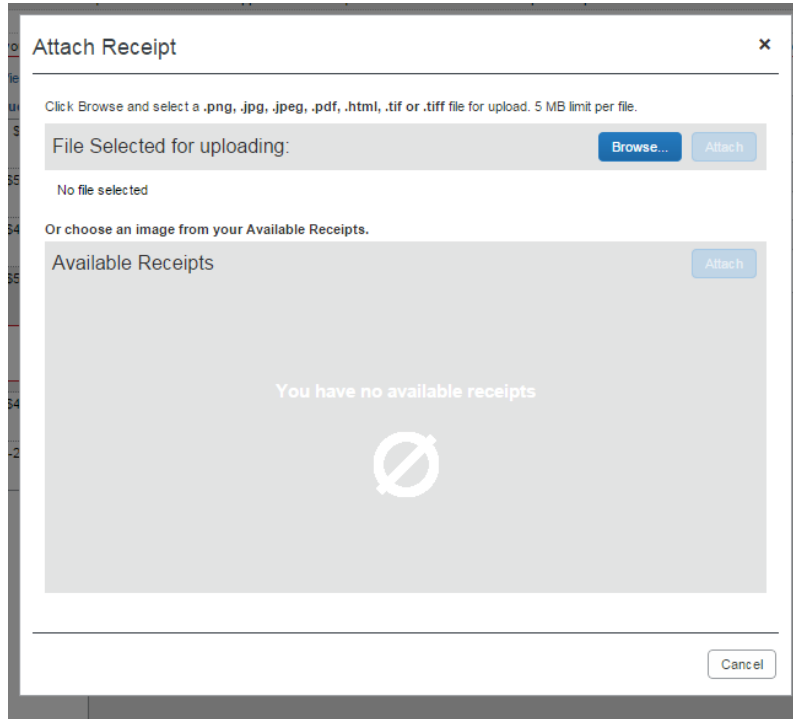 Attach Receipt
×
Click Browse and select a .png, .jpg, .jpeg, .pdf, .html, .tif or .tiff file for upload. 5 MB limit per file.
File Selected for uploading:
Browse...
Attach
No file selected
Or choose an image from your Available Receipts.
Available Receipts
Attach
You have no available receipts
Cancel